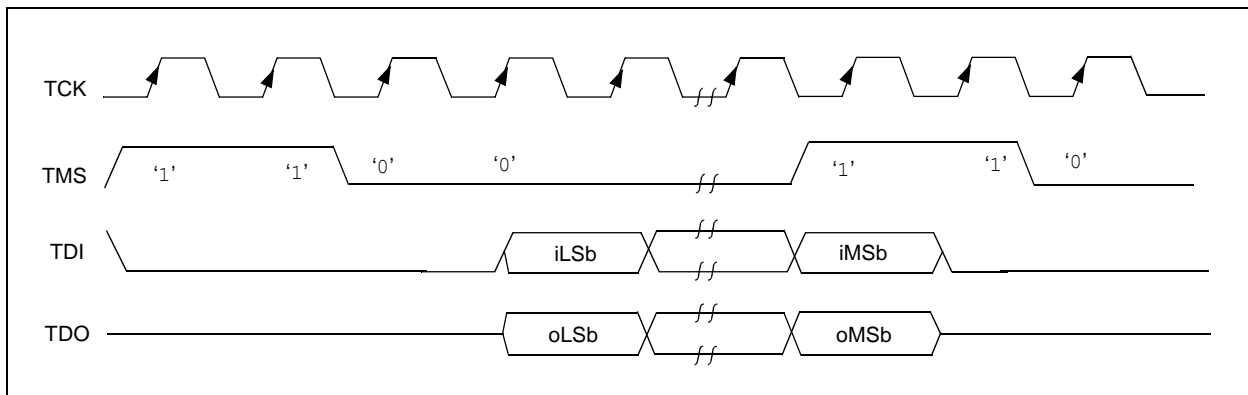 TCK
TMS ‘1’ ‘1’ ‘0’ ‘0’ ‘1’ ‘1’ ‘0’
TDI iLSb iMSb
TDO oLSb oMSb